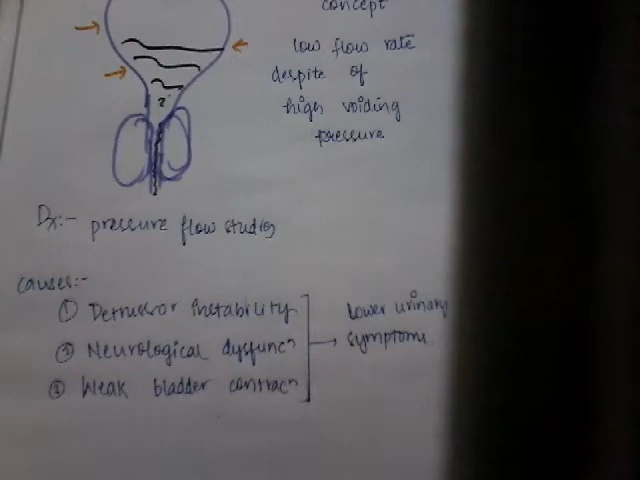 concept
low flow rate
despite of
high voiding
pressure
?
Dx:- pressure flow studies
causes:-
① Detrusor instability
② Neurological dysfuncn
③ Weak bladder contracn
Lower urinary
symptoms.